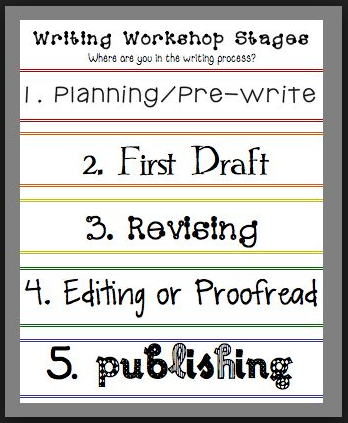 Writing Workshop Stages
Where are you in the writing process?
1. Planning/Pre-write
2. First Draft
3. Revising
4. Editing or Proofread
5. publishing